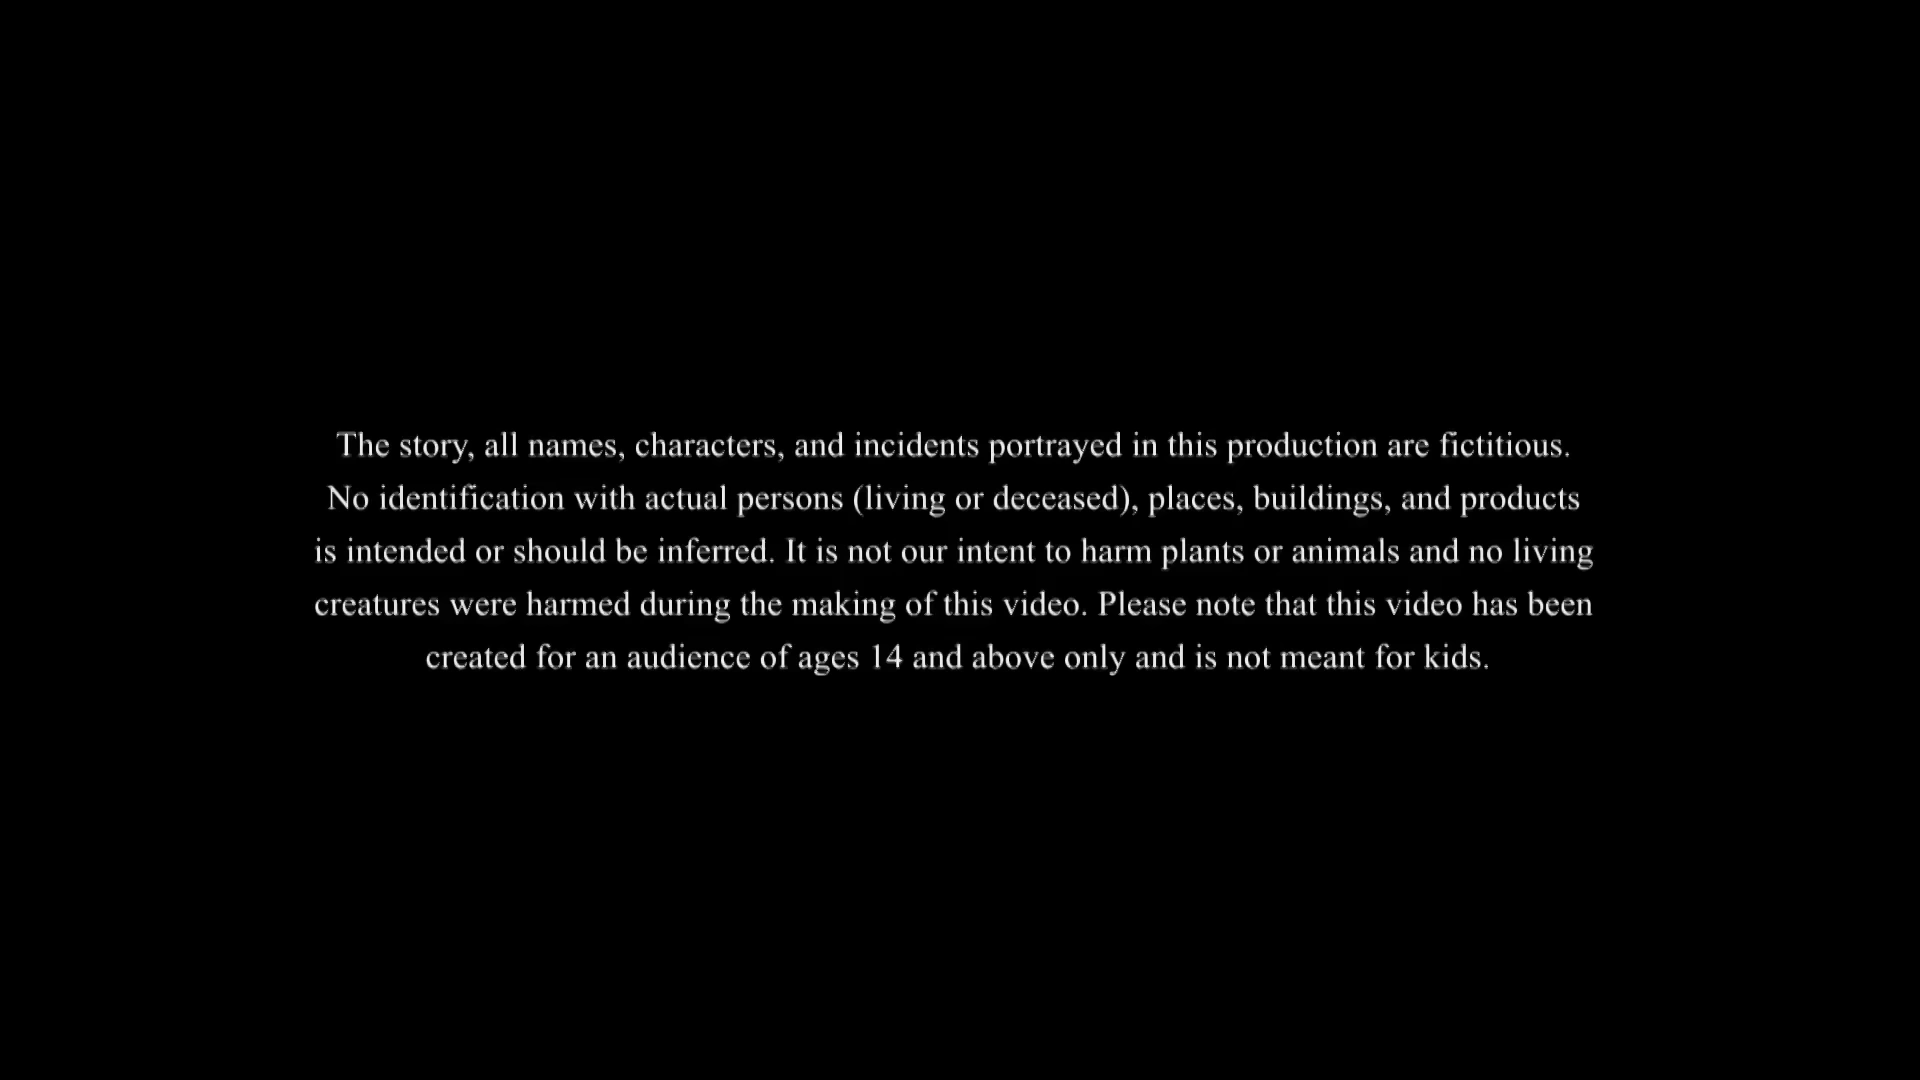 The story, all names, characters, and incidents portrayed in this production are fictitious.
No identification with actual persons (living or deceased), places, buildings, and products
is intended or should be inferred. It is not our intent to harm plants or animals and no living
creatures were harmed during the making of this video. Please note that this video has been
created for an audience of ages 14 and above only and is not meant for kids.